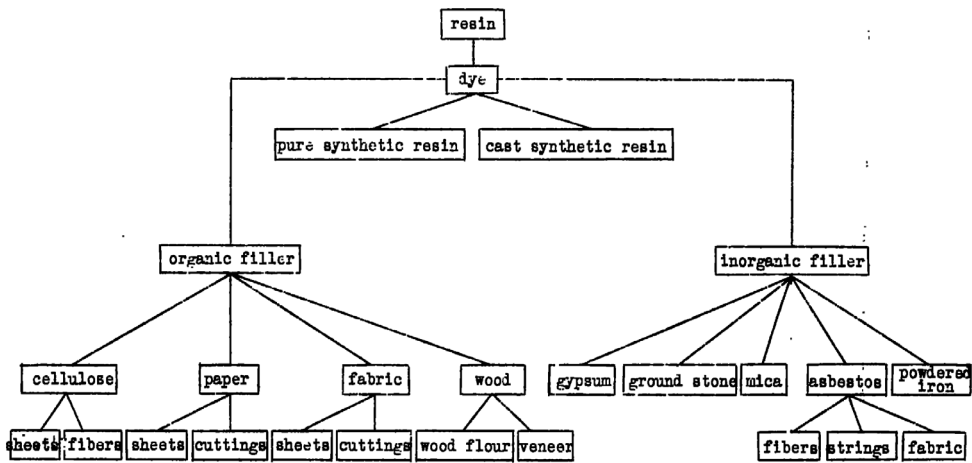 resin
dye
pure synthetic resin
cast synthetic resin
organic filler
inorganic filler
cellulose
paper
fabric
wood
gypsum
ground stone
mica
asbestos
powdered
iron
sheets
fibers
sheets
cuttings
sheets
cuttings
wood flour
veneer
fibers
strings
fabric